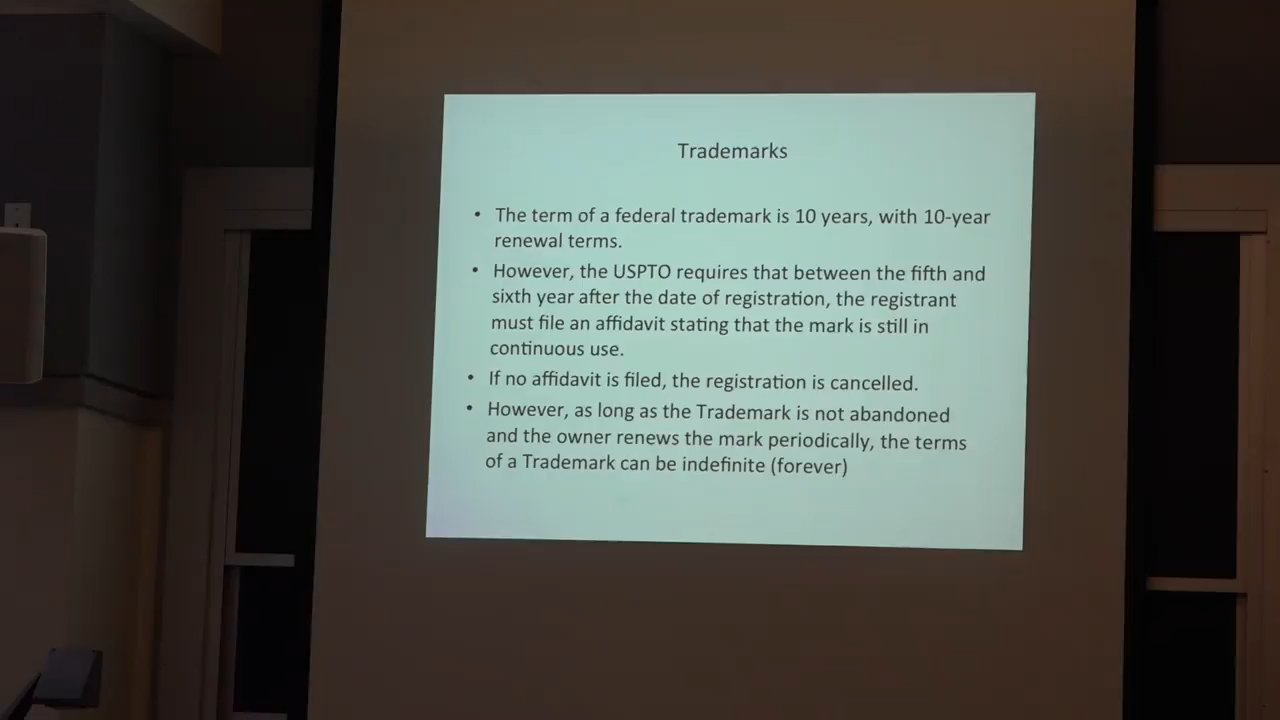 Trademarks
• The term of a federal trademark is 10 years, with 10-year
renewal terms.
• However, the USPTO requires that between the fifth and
sixth year after the date of registration, the registrant
must file an affidavit stating that the mark is still in
continuous use.
• If no affidavit is filed, the registration is cancelled.
• However, as long as the Trademark is not abandoned
and the owner renews the mark periodically, the terms
of a Trademark can be indefinite (forever)